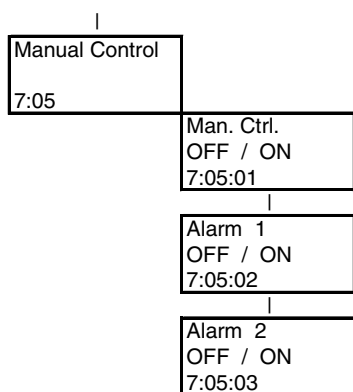 Manual Control
7:05
Man. Ctrl.
OFF / ON
7:05:01
Alarm 1
OFF / ON
7:05:02
Alarm 2
OFF / ON
7:05:03